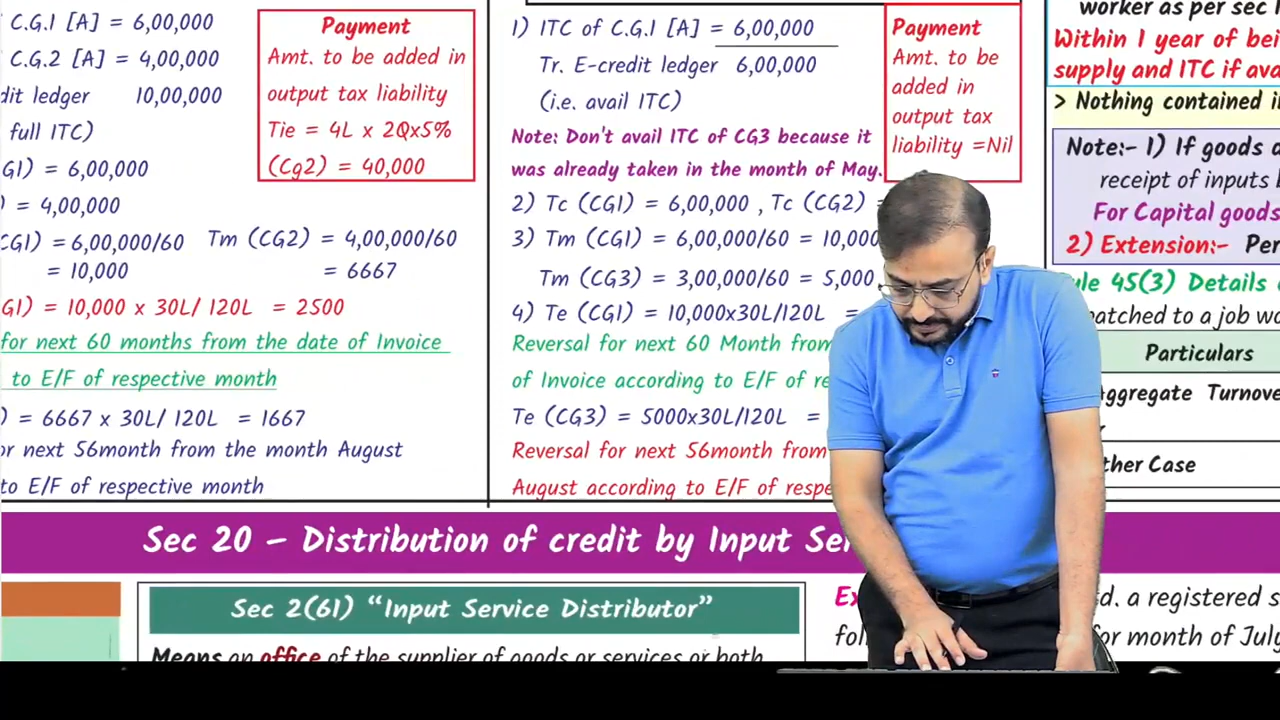 C.G.1 [A] = 6,00,000
C.G.2 [A] = 4,00,000
dit ledger 10,00,000
full ITC)
G1) = 6,00,000
) = 4,00,000
CG1) = 6,00,000/60 Tm (CG2) = 4,00,000/60
= 10,000 = 6667
G1) = 10,000 x 30L/ 120L = 2500
for next 60 months from the date of Invoice
to E/F of respective month
) = 6667 x 30L/ 120L = 1667
or next 56month from the month August
to E/F of respective month
Payment
Amt. to be added in
output tax liability
Tie = 4L x 2Qx5%
(Cg2) = 40,000
1) ITC of C.G.1 [A] = 6,00,000
Tr. E-credit ledger 6,00,000
(i.e. avail ITC)
Note: Don't avail ITC of CG3 because it
was already taken in the month of May.
2) Tc (CG1) = 6,00,000 , Tc (CG2) =
3) Tm (CG1) = 6,00,000/60 = 10,000
Tm (CG3) = 3,00,000/60 = 5,000
4) Te (CG1) = 10,000x30L/120L =
Reversal for next 60 Month from
of Invoice according to E/F of re
Te (CG3) = 5000x30L/120L =
Reversal for next 56month from
August according to E/F of respe
Payment
Amt. to be
added in
output tax
liability =Nil
worker as per sec
Within 1 year of bei
supply and ITC if ava
> Nothing contained i
Note:- 1) If goods
receipt of inputs
For Capital goods
2) Extension:- Per
ule 45(3) Details
patched to a job wo
Particulars
Aggregate Turnove
ther Case
Sec 20 – Distribution of credit by Input Ser
Sec 2(61) “Input Service Distributor”
Means an office of the supplier of goods or services or both
Ex d. a registered s
fol for month of July